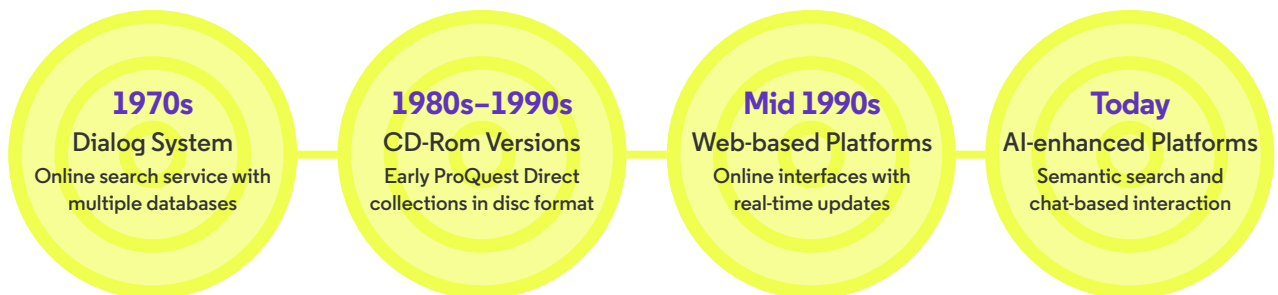 1970s
Dialog System
Online search service with
multiple databases
1980s–1990s
CD-Rom Versions
Early ProQuest Direct
collections in disc format
Mid 1990s
Web-based Platforms
Online interfaces with
real-time updates
Today
AI-enhanced Platforms
Semantic search and
chat-based interaction